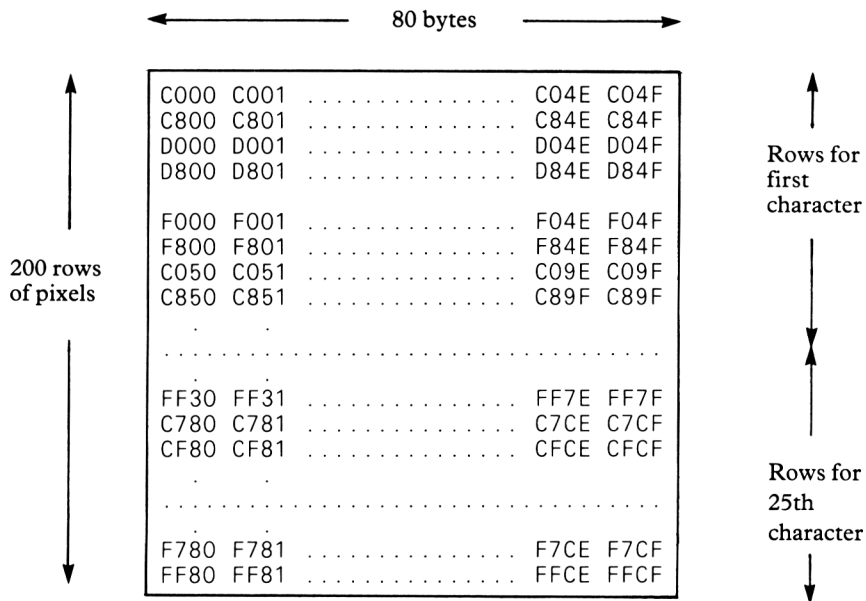 80 bytes
C000 C001 ............... C04E C04F
C800 C801 ............... C84E C84F
D000 D001 ............... D04E D04F
D800 D801 ............... D84E D84F
F000 F001 ............... F04E F04F
F800 F801 ............... F84E F84F
C050 C051 ............... C09E C09F
C850 C851 ............... C89F C89F
. .
...................................
. .
FF30 FF31 ............... FF7E FF7F
C780 C781 ............... C7CE C7CF
CF80 CF81 ............... CFCE CFCF
. .
...................................
. .
F780 F781 ............... F7CE F7CF
FF80 FF81 ............... FFCE FFCF
200 rows
of pixels
Rows for
first
character
Rows for
25th
character